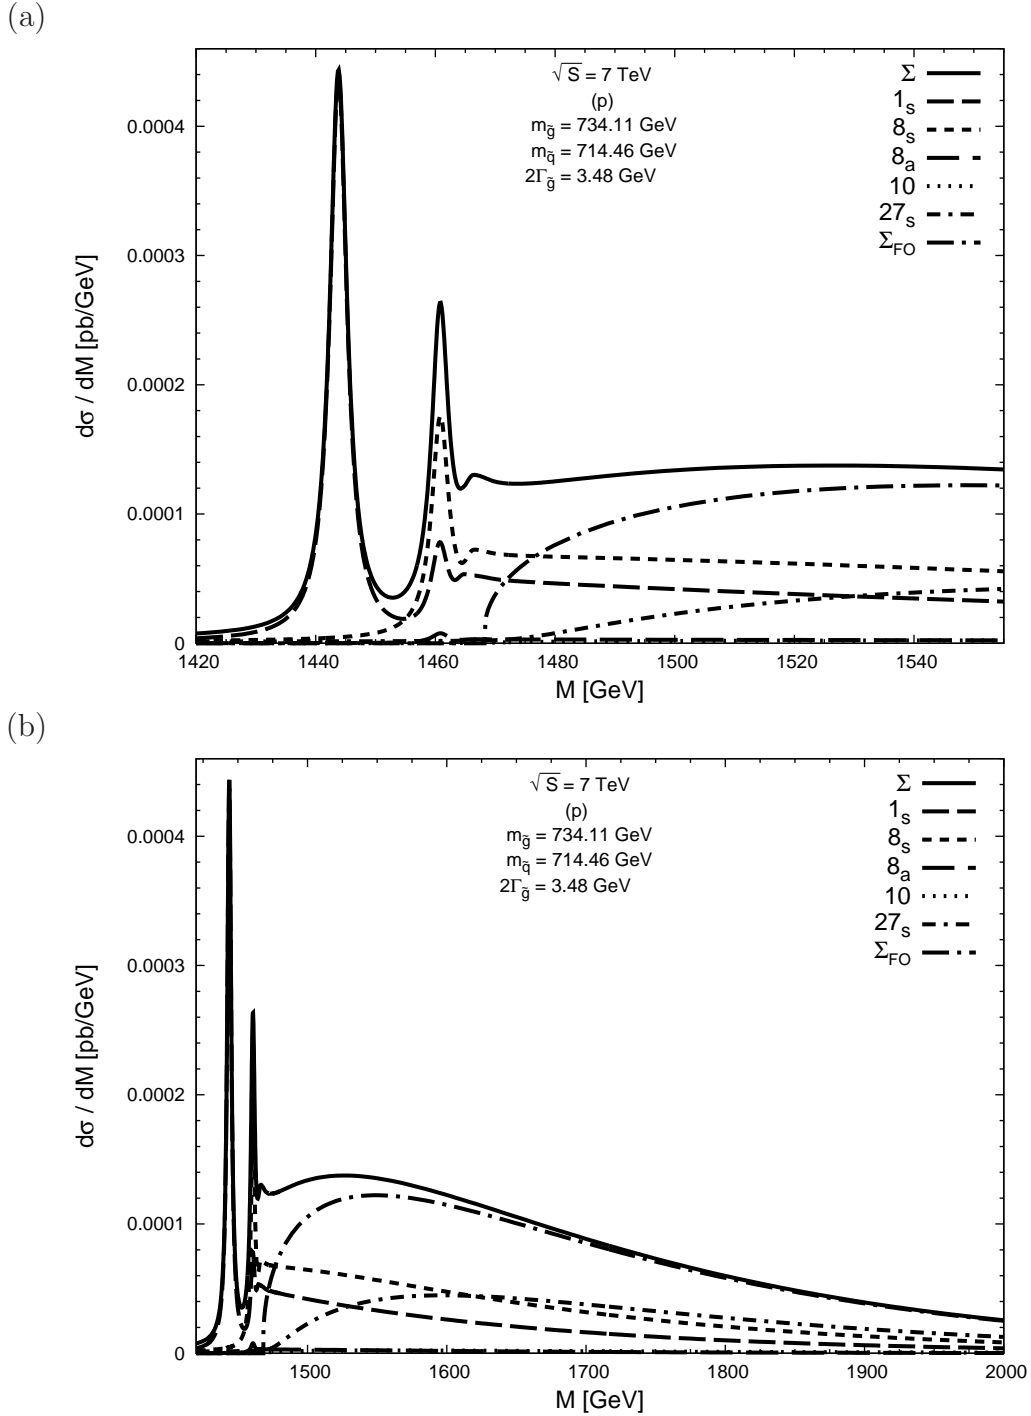 (a)
√S = 7 TeV
(p)
m_g̃ = 734.11 GeV
m_q̃ = 714.46 GeV
2Γ_g̃ = 3.48 GeV
Σ
1_s
8_s
8_a
10
27_s
Σ_FO
dσ / dM [pb/GeV]
0.0004
0.0003
0.0002
0.0001
0
1420 1440 1460 1480 1500 1520 1540
M [GeV]
(b)
√S = 7 TeV
(p)
m_g̃ = 734.11 GeV
m_q̃ = 714.46 GeV
2Γ_g̃ = 3.48 GeV
Σ
1_s
8_s
8_a
10
27_s
Σ_FO
dσ / dM [pb/GeV]
0.0004
0.0003
0.0002
0.0001
0
1500 1600 1700 1800 1900 2000
M [GeV]